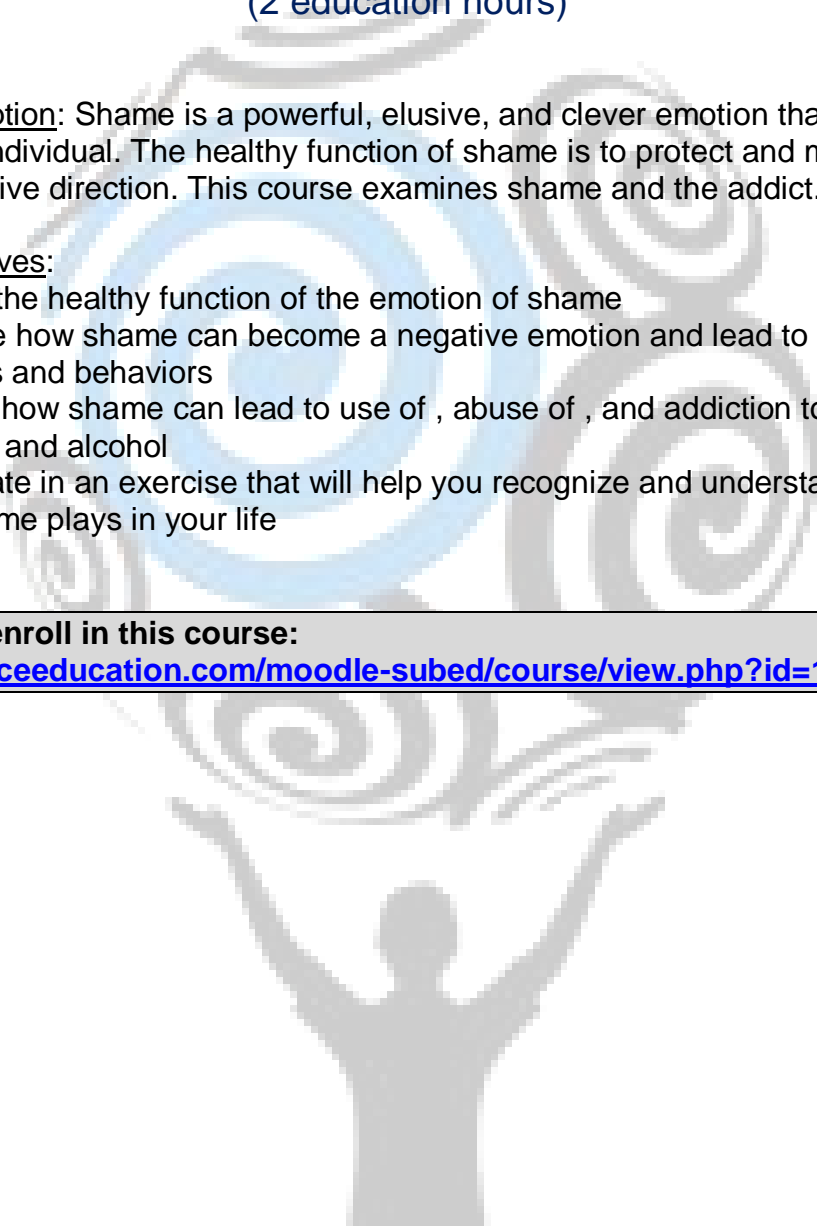 (2 education hours)
otion: Shame is a powerful, elusive, and clever emotion tha
ndividual. The healthy function of shame is to protect and m
ive direction. This course examines shame and the addict.
ves:
the healthy function of the emotion of shame
e how shame can become a negative emotion and lead to
s and behaviors
how shame can lead to use of , abuse of , and addiction to
and alcohol
ate in an exercise that will help you recognize and understa
me plays in your life
enroll in this course:
ceeducation.com/moodle-subed/course/view.php?id=1